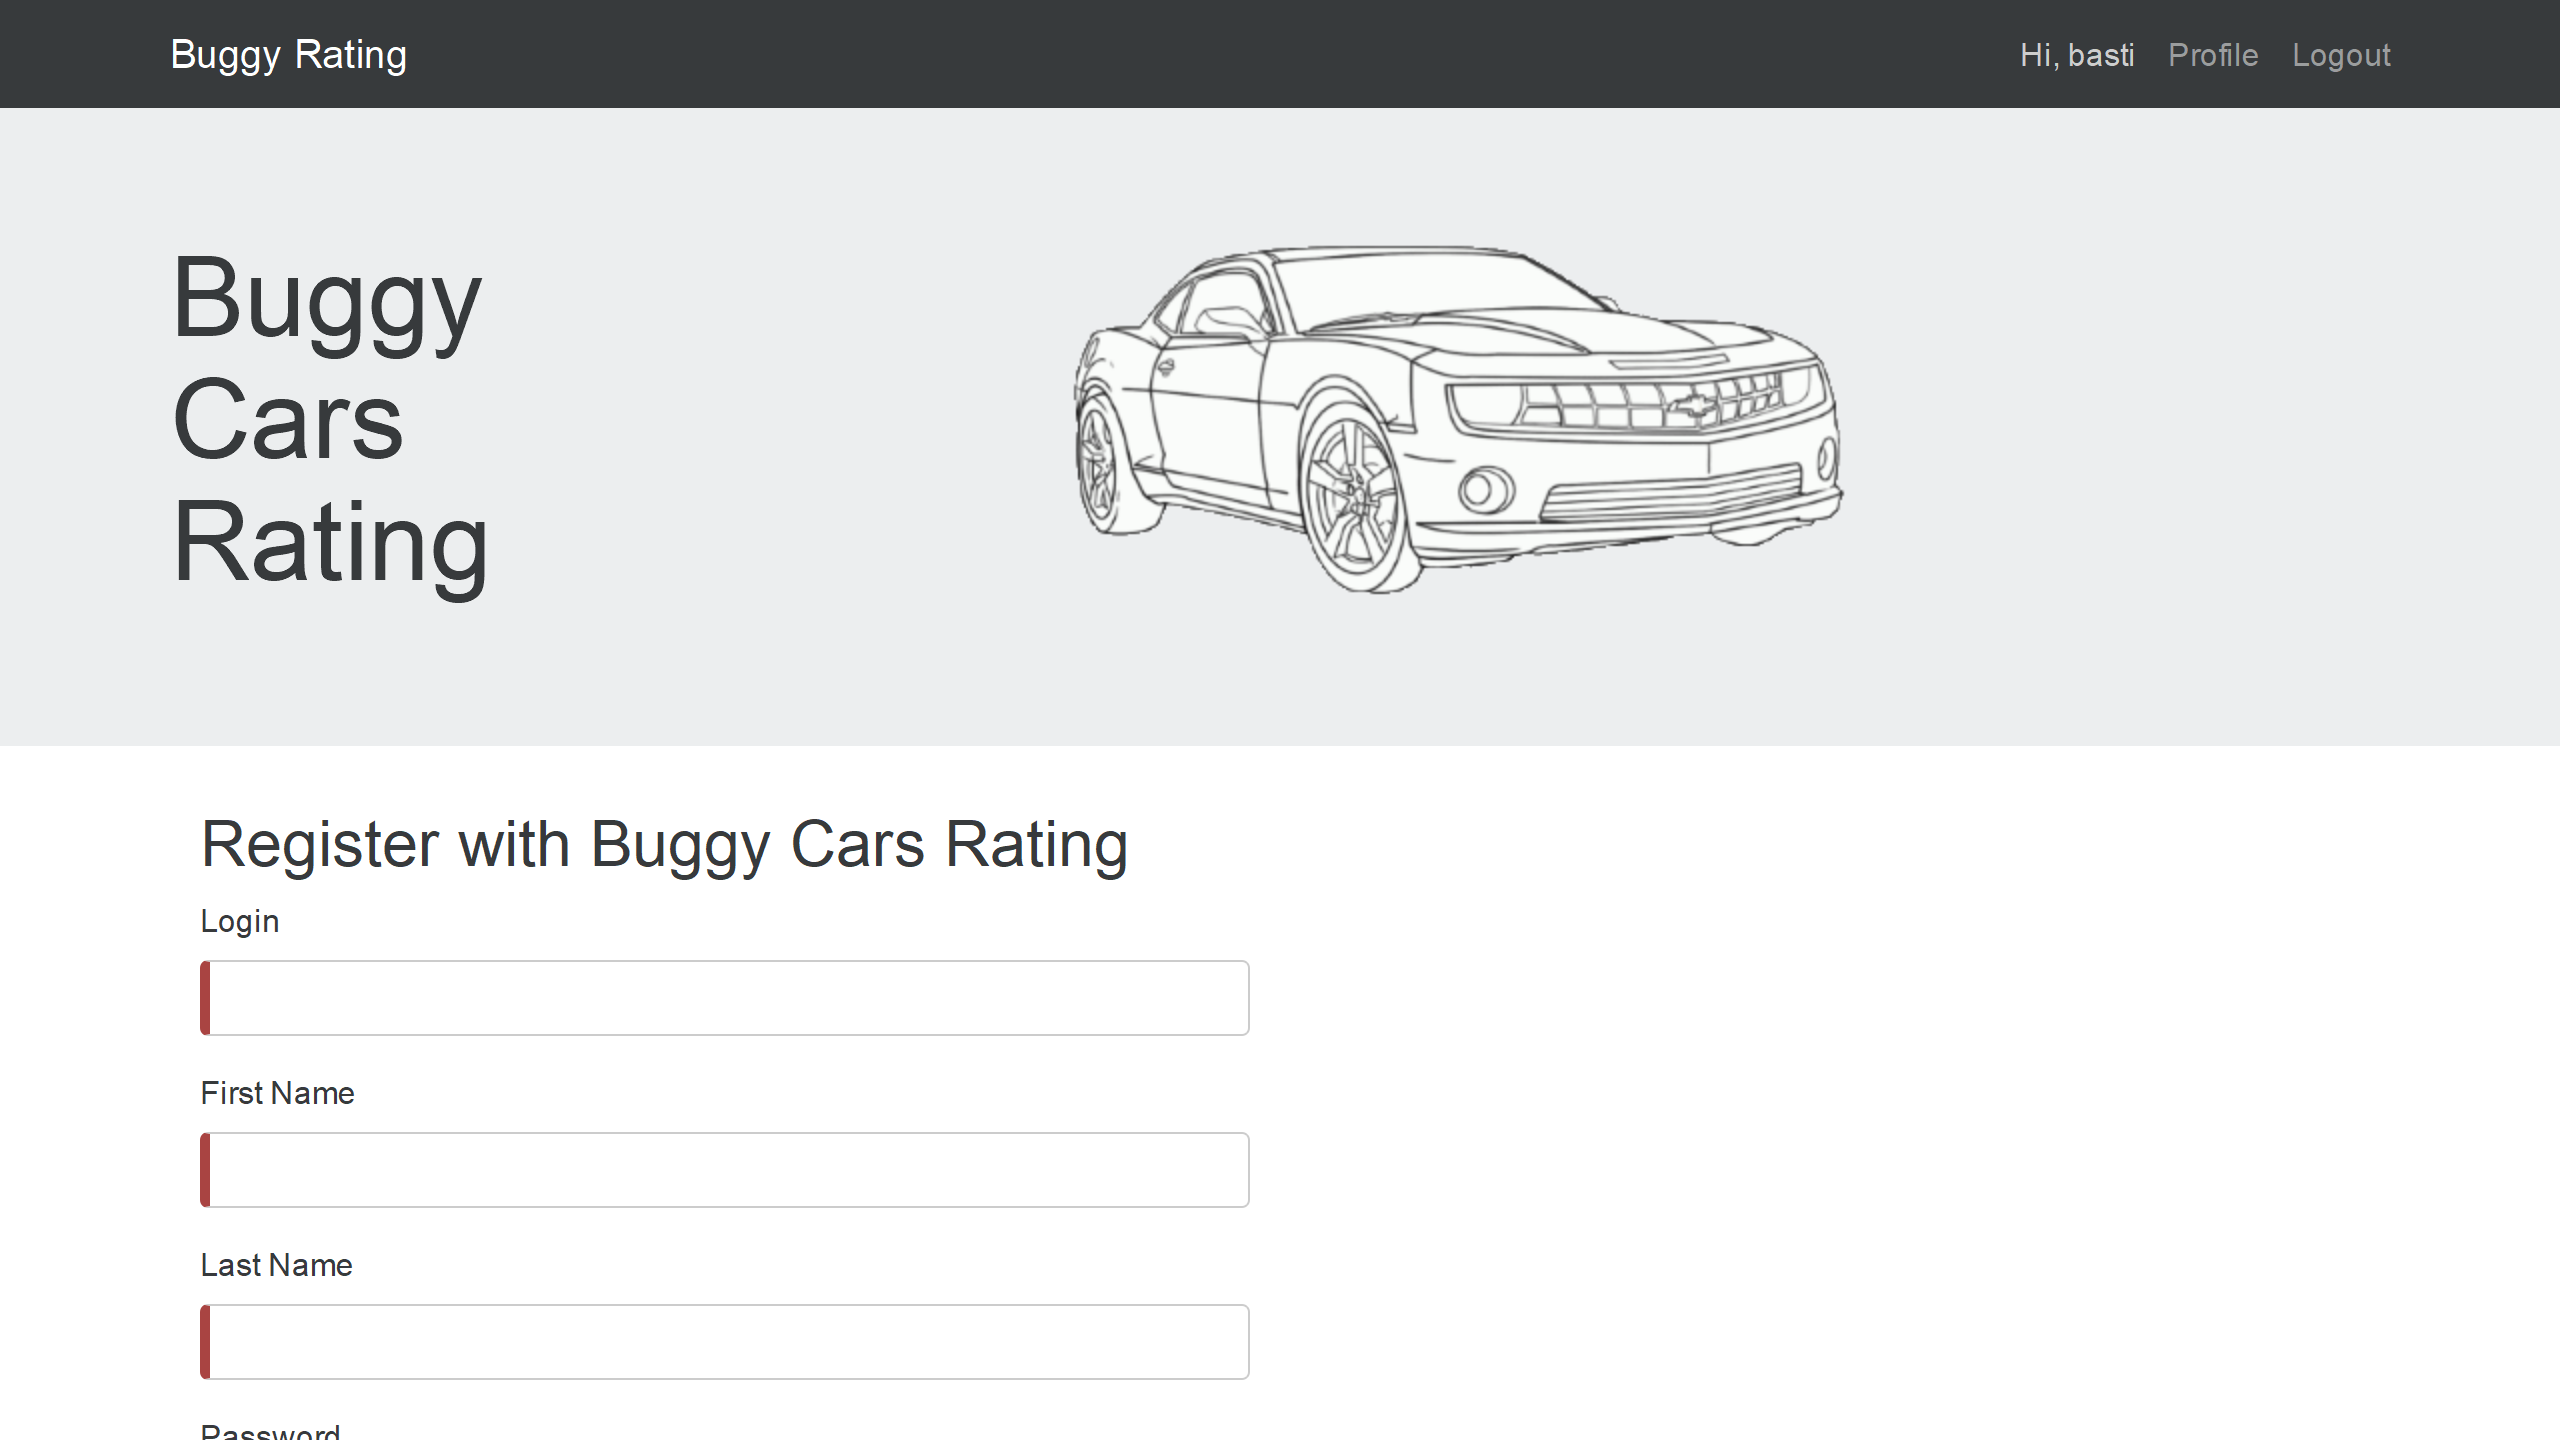 Buggy Rating
Hi, basti Profile Logout
Buggy
Cars
Rating
Register with Buggy Cars Rating
Login
First Name
Last Name
Password